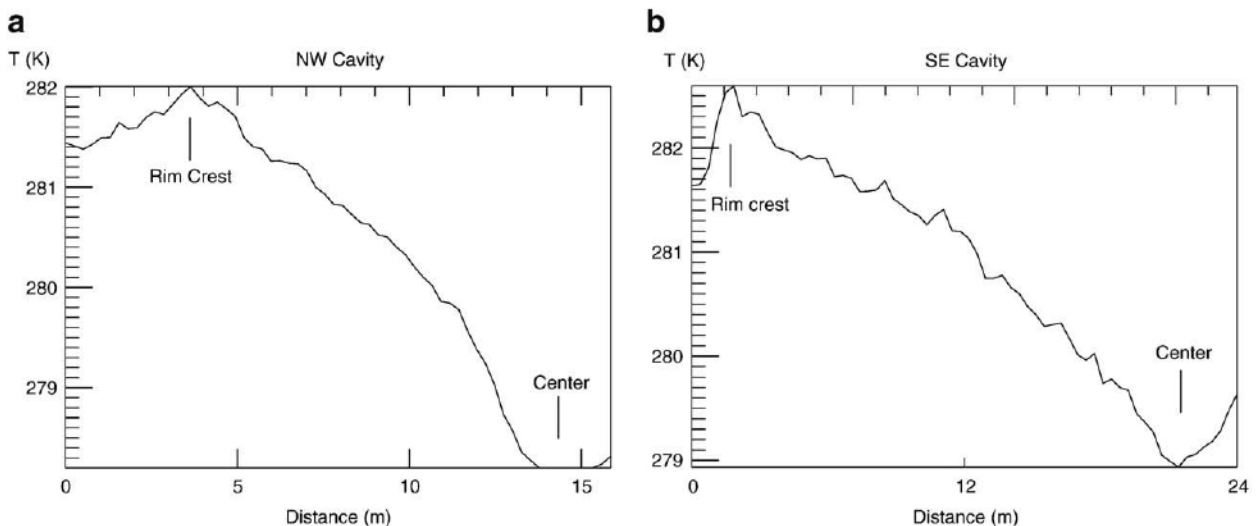 a
T (K)
NW Cavity
282
281
280
279
Rim Crest
Center
0
5
10
15
Distance (m)
b
T (K)
SE Cavity
282
281
280
279
Rim crest
Center
0
12
24
Distance (m)